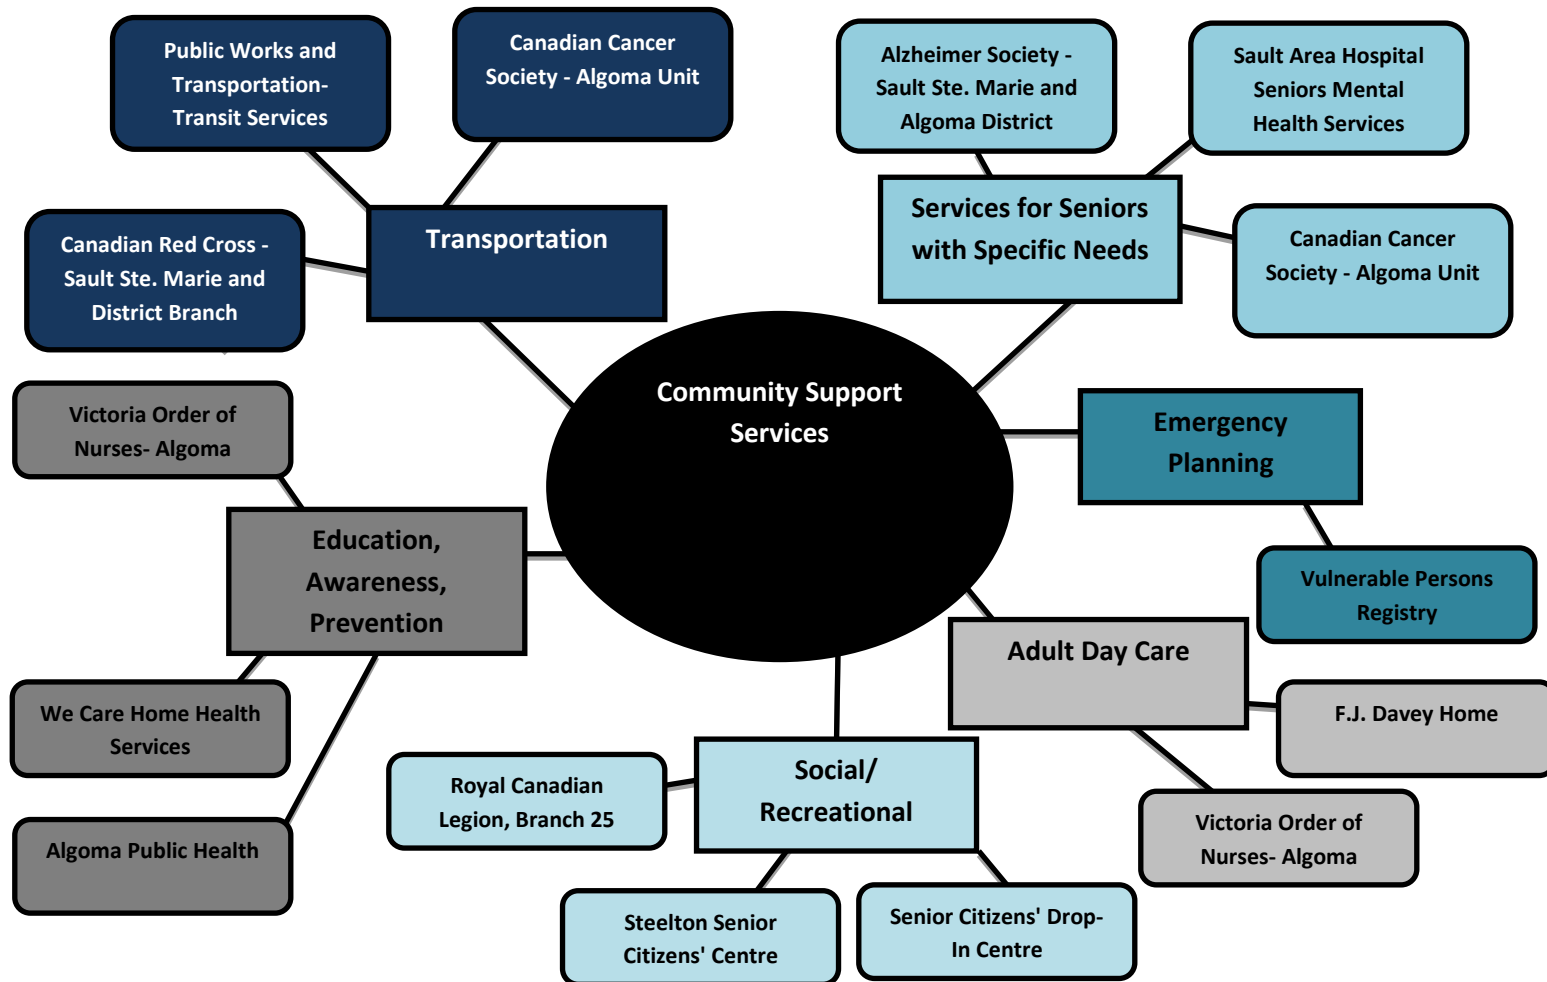 Public Works and
Transportation-
Transit Services
Canadian Cancer
Society - Algoma Unit
Alzheimer Society -
Sault Ste. Marie and
Algoma District
Sault Area Hospital
Seniors Mental
Health Services
Canadian Red Cross -
Sault Ste. Marie and
District Branch
Transportation
Services for Seniors
with Specific Needs
Canadian Cancer
Society - Algoma Unit
Community Support
Services
Victoria Order of
Nurses- Algoma
Emergency
Planning
Education,
Awareness,
Prevention
Vulnerable Persons
Registry
Adult Day Care
We Care Home Health
Services
F.J. Davey Home
Royal Canadian
Legion, Branch 25
Social/
Recreational
Victoria Order of
Nurses- Algoma
Algoma Public Health
Steelton Senior
Citizens' Centre
Senior Citizens' Drop-
In Centre